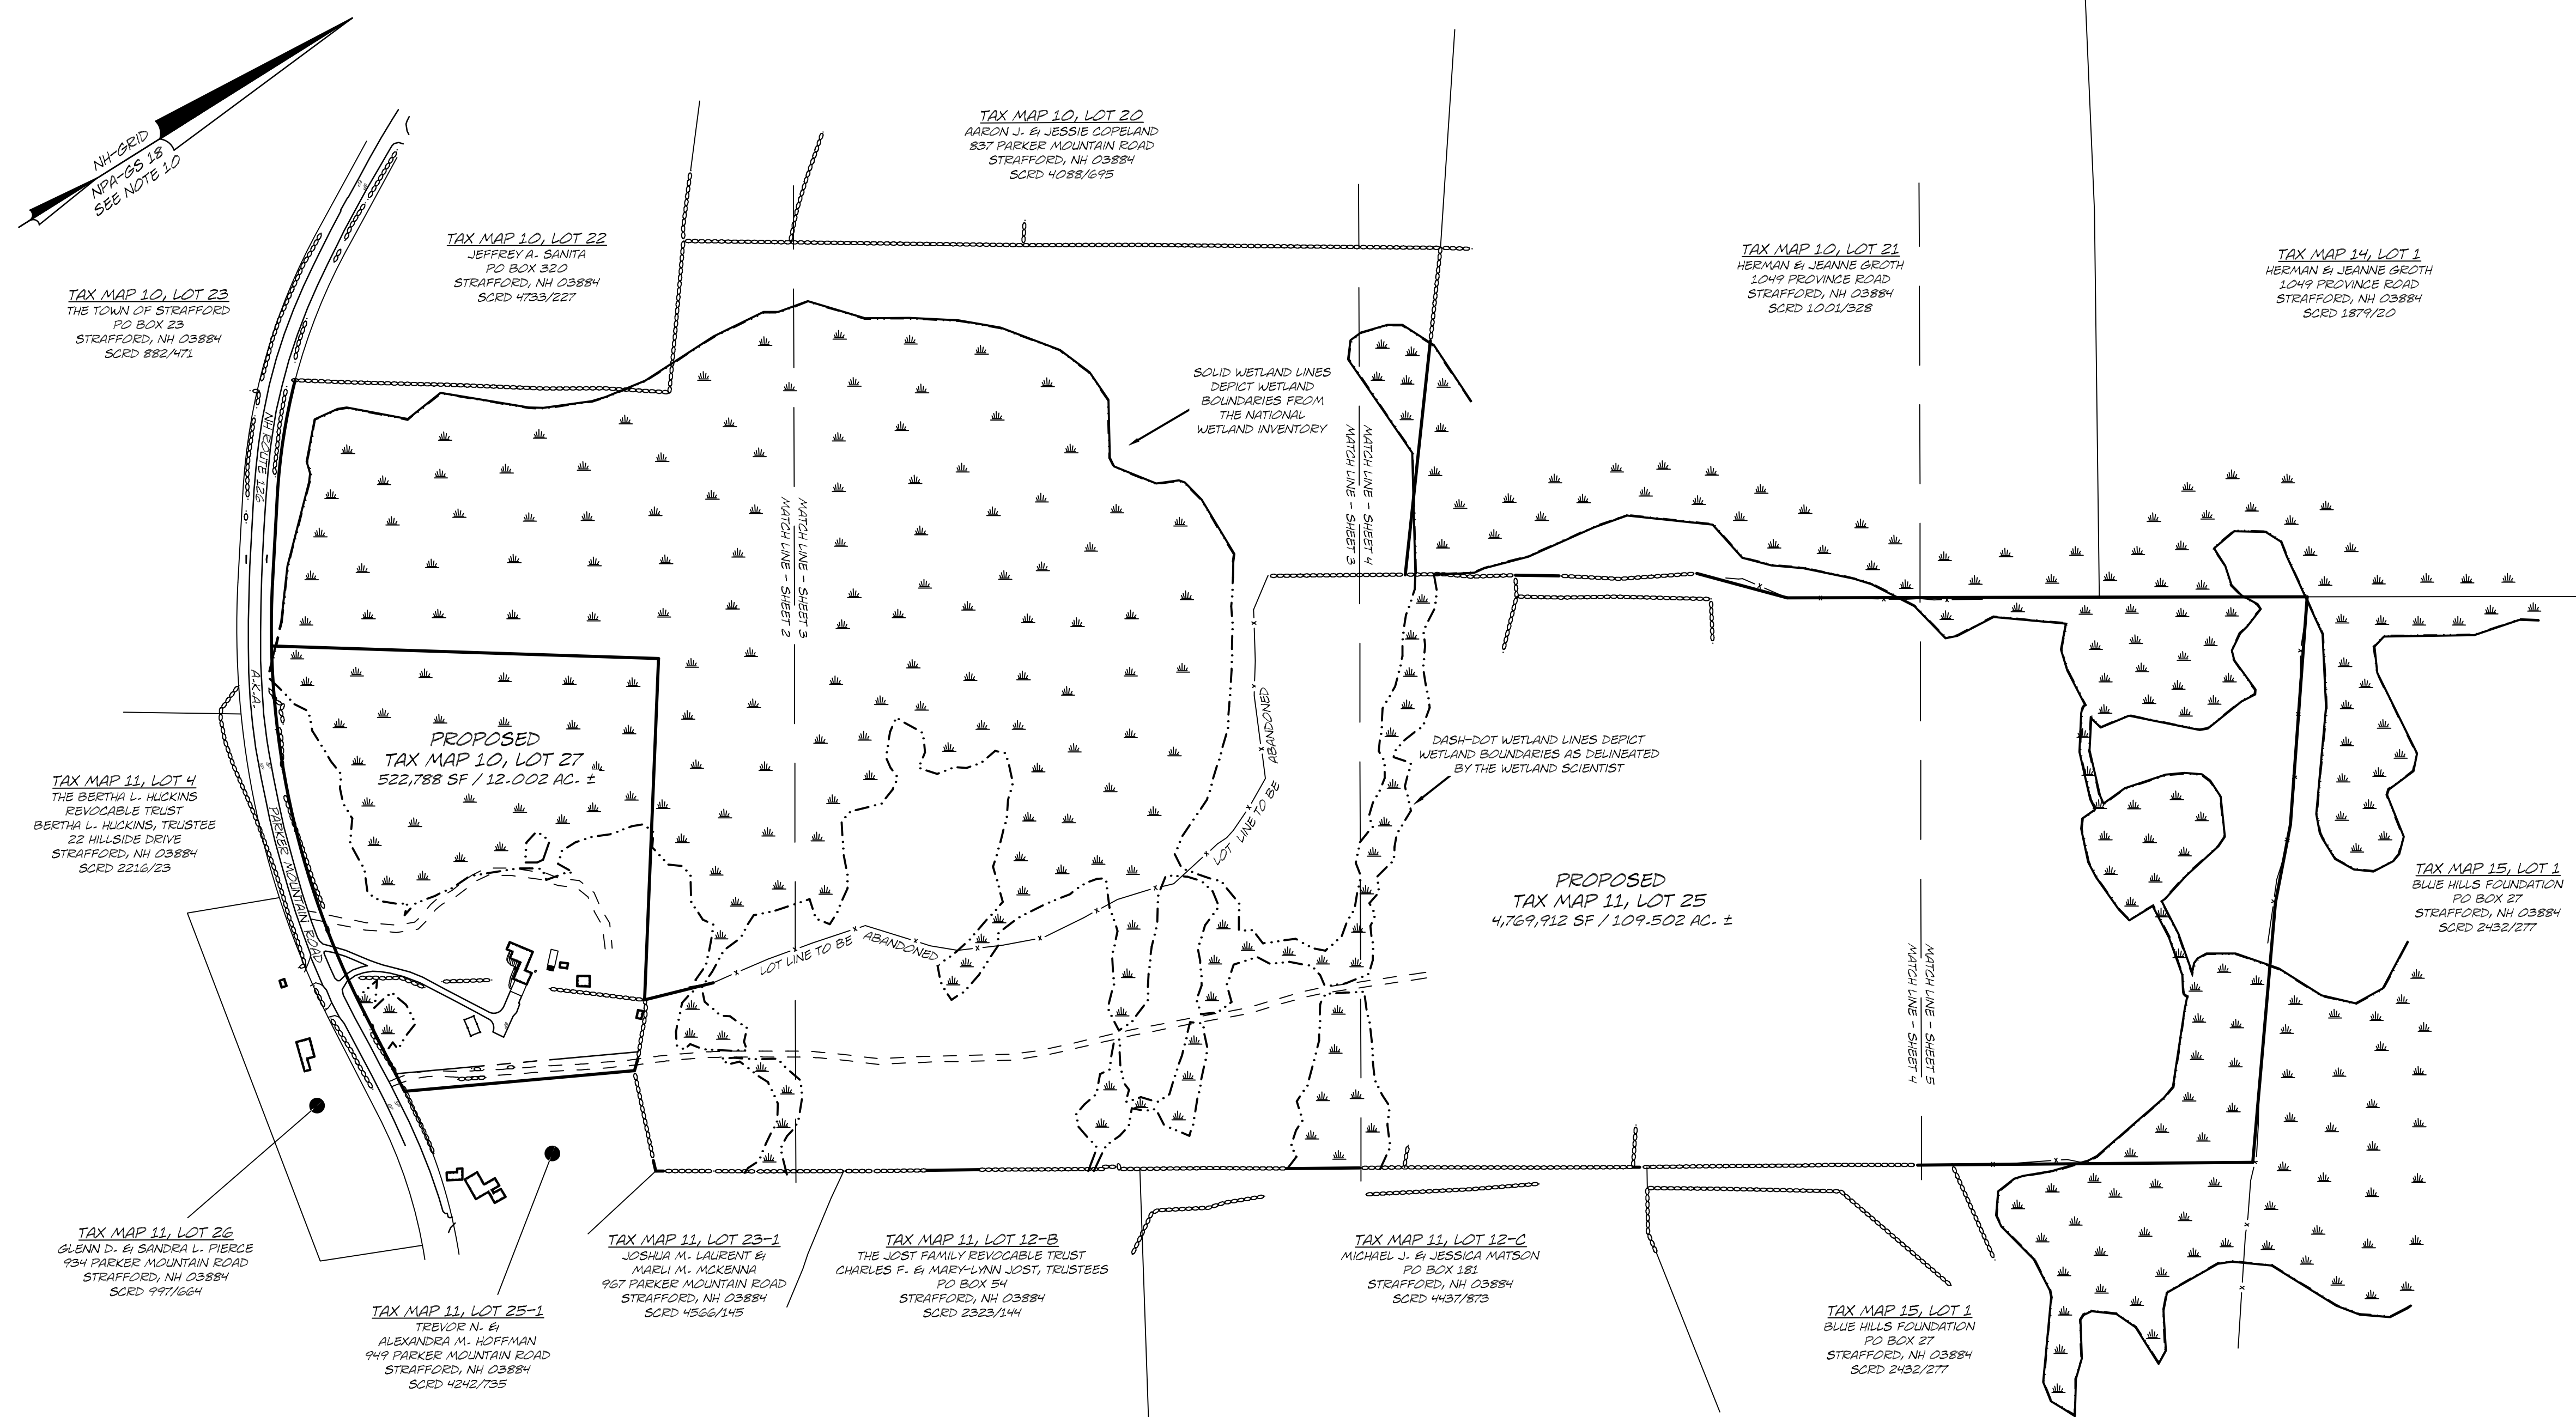 NH-GRID
NPA-GS 18
SEE NOTE 10
TAX MAP 10, LOT 20
AARON J. & JESSIE COPELAND
837 PARKER MOUNTAIN ROAD
STRAFFORD, NH 03884
SCRD 4088/695
TAX MAP 10, LOT 22
JEFFREY A. SANITA
PO BOX 320
STRAFFORD, NH 03884
SCRD 4733/227
TAX MAP 10, LOT 21
HERMAN & JEANNE GROTH
1049 PROVINCE ROAD
STRAFFORD, NH 03884
SCRD 1001/328
TAX MAP 14, LOT 1
HERMAN & JEANNE GROTH
1049 PROVINCE ROAD
STRAFFORD, NH 03884
SCRD 1879/20
TAX MAP 10, LOT 23
THE TOWN OF STRAFFORD
PO BOX 23
STRAFFORD, NH 03884
SCRD 882/471
SOLID WETLAND LINES
DEPICT WETLAND
BOUNDARIES FROM
THE NATIONAL
WETLAND INVENTORY
NH ROUTE 126
A.K.A.
PARKER MOUNTAIN ROAD
MATCH LINE - SHEET 2
MATCH LINE - SHEET 3
MATCH LINE - SHEET 3
MATCH LINE - SHEET 4
PROPOSED
TAX MAP 10, LOT 27
522,788 SF / 12.002 AC. ±
LOT LINE TO BE ABANDONED
LOT LINE TO BE ABANDONED
DASH-DOT WETLAND LINES DEPICT
WETLAND BOUNDARIES AS DELINEATED
BY THE WETLAND SCIENTIST
TAX MAP 11, LOT 4
THE BERTHA L. HUCKINS
REVOCABLE TRUST
BERTHA L. HUCKINS, TRUSTEE
22 HILLSIDE DRIVE
STRAFFORD, NH 03884
SCRD 2216/23
PROPOSED
TAX MAP 11, LOT 25
4,769,912 SF / 109.502 AC. ±
TAX MAP 15, LOT 1
BLUE HILLS FOUNDATION
PO BOX 27
STRAFFORD, NH 03884
SCRD 2432/277
MATCH LINE - SHEET 4
MATCH LINE - SHEET 5
TAX MAP 11, LOT 26
GLENN D. & SANDRA L. PIERCE
934 PARKER MOUNTAIN ROAD
STRAFFORD, NH 03884
SCRD 997/664
TAX MAP 11, LOT 25-1
TREVOR N. &
ALEXANDRA M. HOFFMAN
949 PARKER MOUNTAIN ROAD
STRAFFORD, NH 03884
SCRD 4242/735
TAX MAP 11, LOT 23-1
JOSHUA M. LAURENT &
MARLI M. MCKENNA
967 PARKER MOUNTAIN ROAD
STRAFFORD, NH 03884
SCRD 4566/145
TAX MAP 11, LOT 12-B
THE JOST FAMILY REVOCABLE TRUST
CHARLES F. & MARY-LYNN JOST, TRUSTEES
PO BOX 54
STRAFFORD, NH 03884
SCRD 2323/144
TAX MAP 11, LOT 12-C
MICHAEL J. & JESSICA MATSON
PO BOX 181
STRAFFORD, NH 03884
SCRD 4437/873
TAX MAP 15, LOT 1
BLUE HILLS FOUNDATION
PO BOX 27
STRAFFORD, NH 03884
SCRD 2432/277